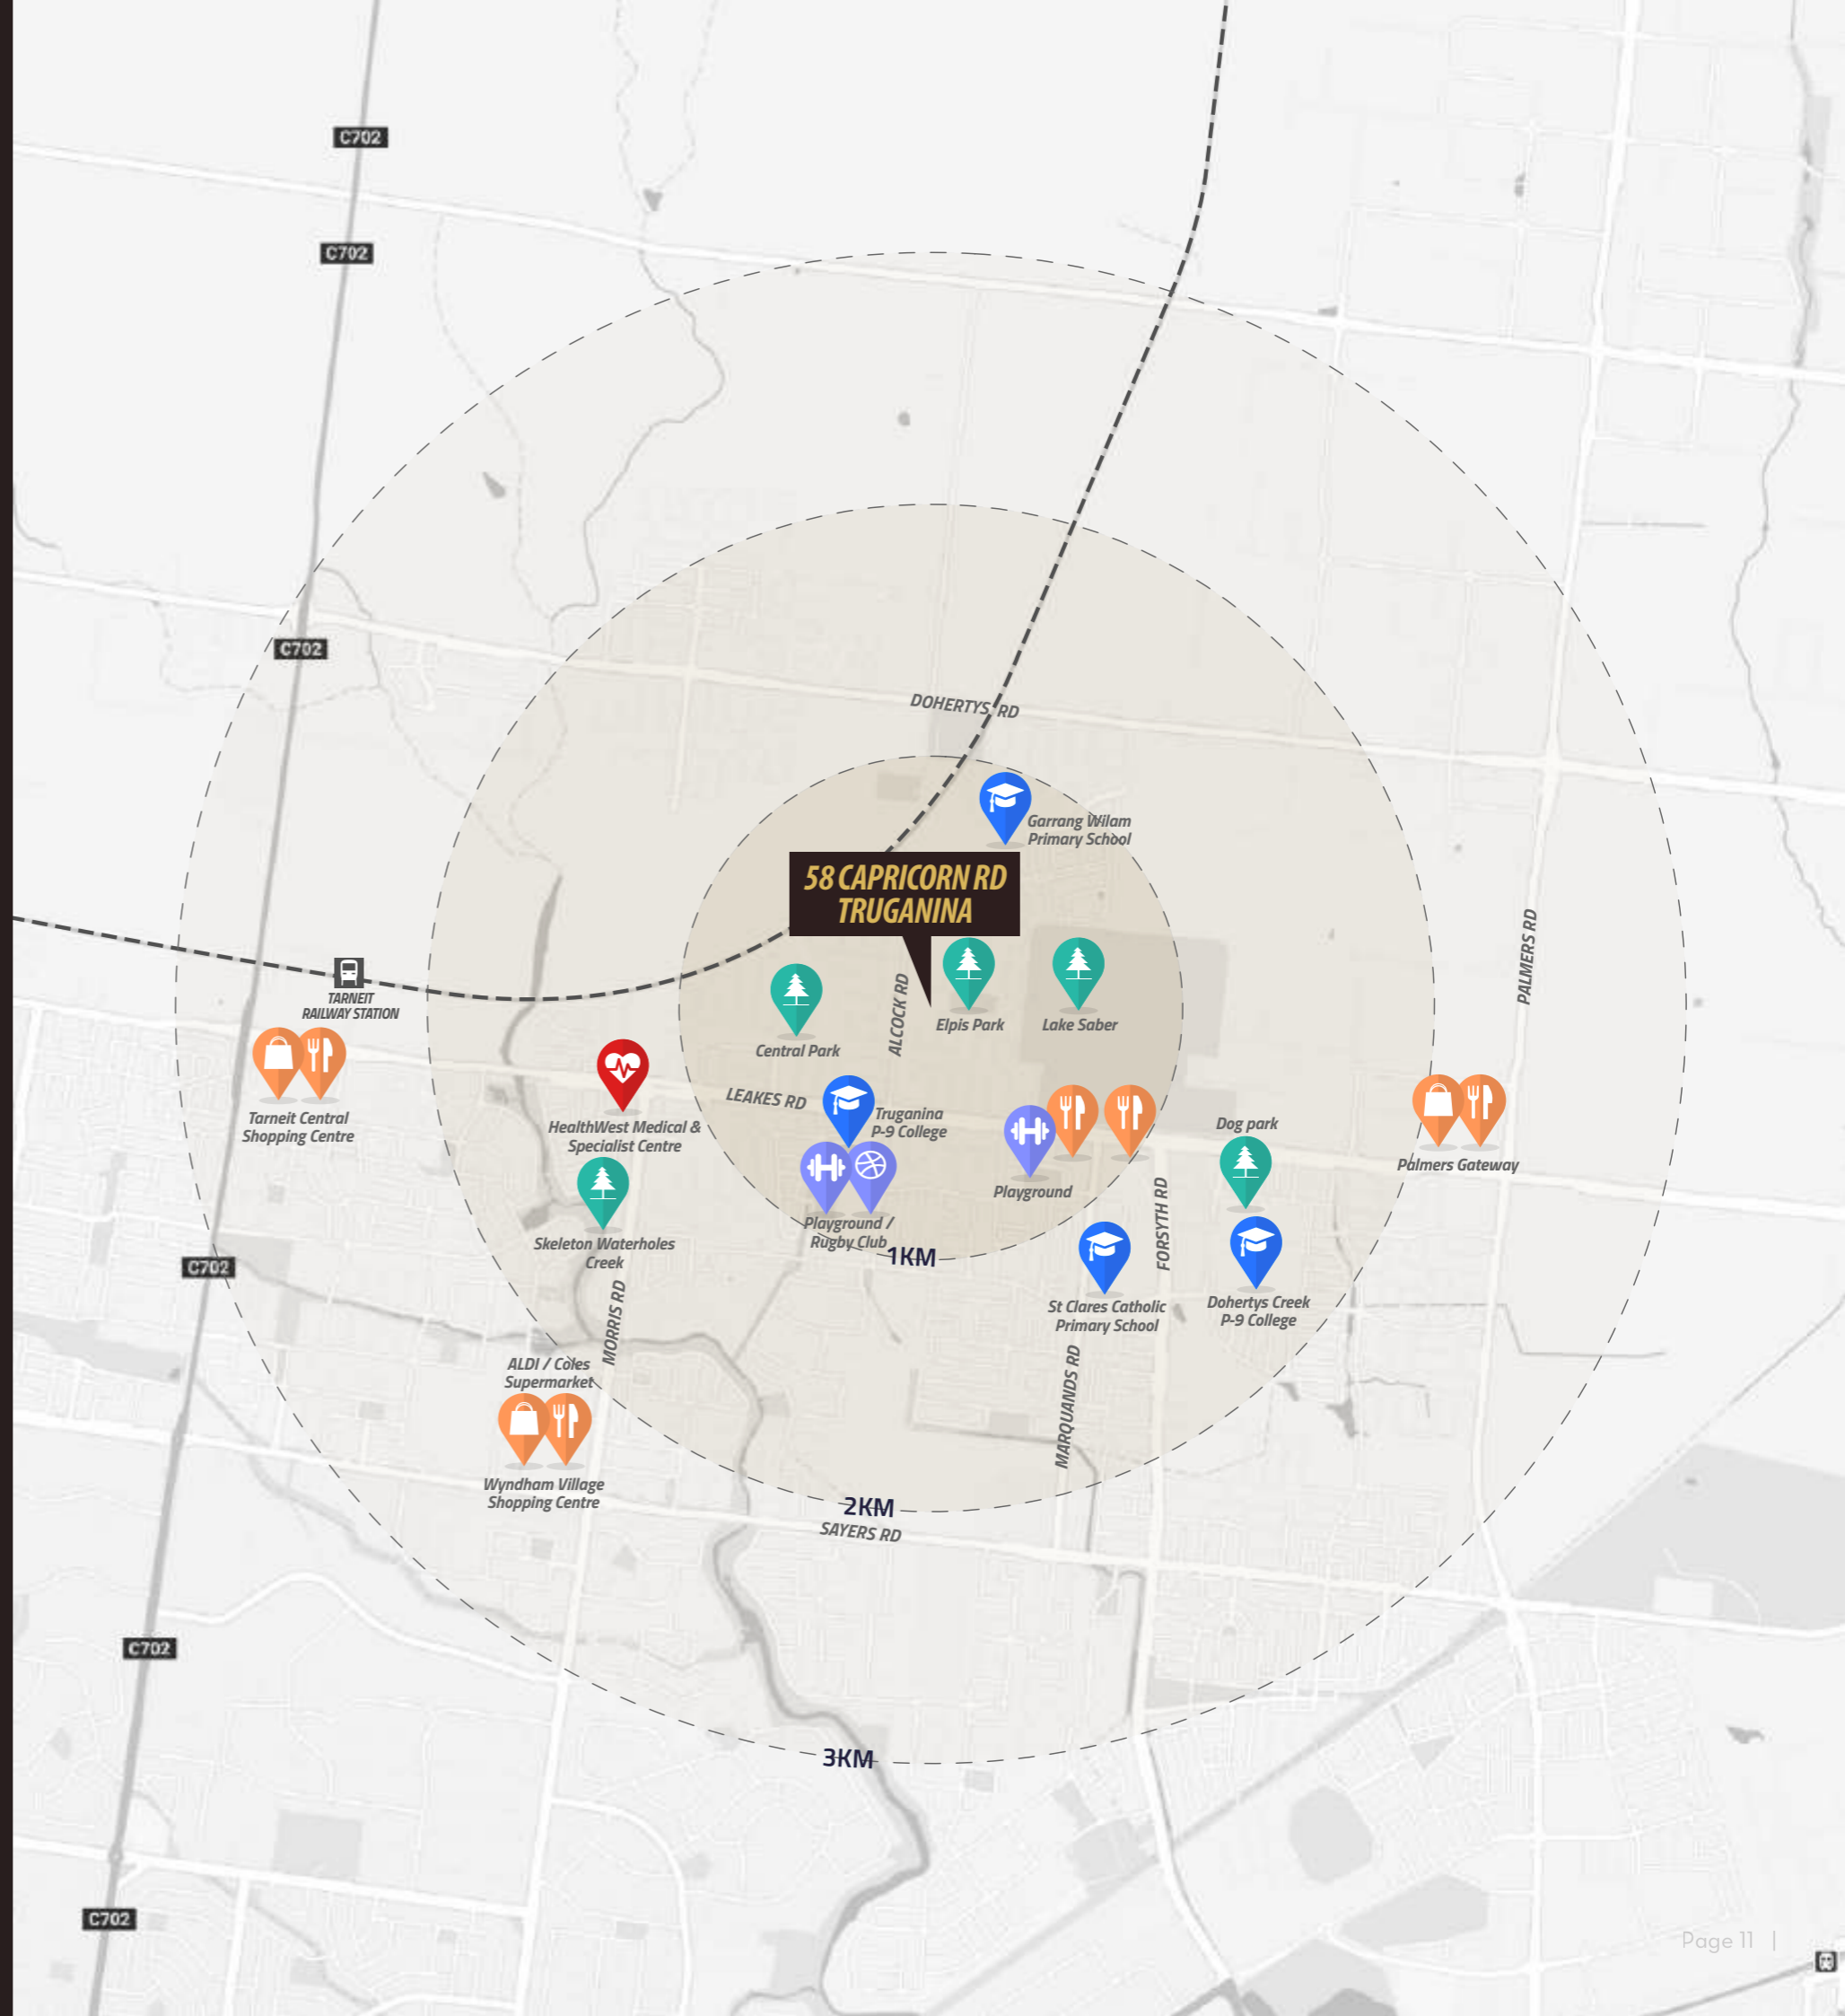 C702
C702
C702
DOHERTYS RD
Garrang Wilam
Primary School
58 CAPRICORN RD
TRUGANINA
PALMERS RD
TARNEIT
RAILWAY STATION
ALCOCK RD
Elpis Park
Lake Saber
Central Park
LEAKES RD
Tarneit Central
Shopping Centre
HealthWest Medical &
Specialist Centre
Truganina
P-9 College
Dog park
Palmers Gateway
Playground
FORSYTH RD
Skeleton Waterholes
Creek
Playground /
Rugby Club
1KM
C702
MORRIS RD
St Clares Catholic
Primary School
Dohertys Creek
P-9 College
ALDI / Coles
Supermarket
MARQUANDS RD
Wyndham Village
Shopping Centre
2KM
SAYERS RD
C702
3KM
C702
Page 11 |